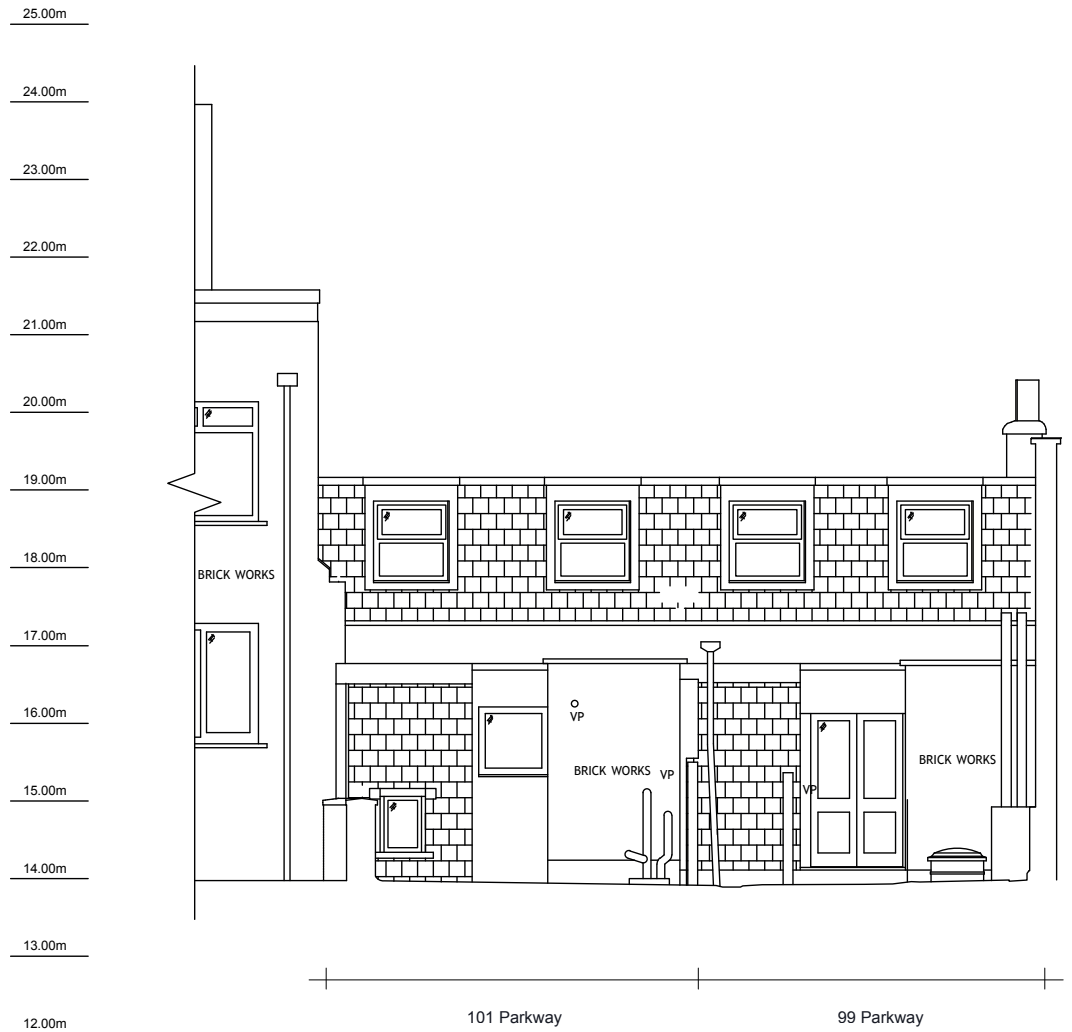 25.00m
24.00m
23.00m
22.00m
21.00m
20.00m
19.00m
18.00m
17.00m
16.00m
15.00m
14.00m
13.00m
12.00m
BRICK WORKS
VP
BRICK WORKS
VP
VP
BRICK WORKS
101 Parkway
99 Parkway